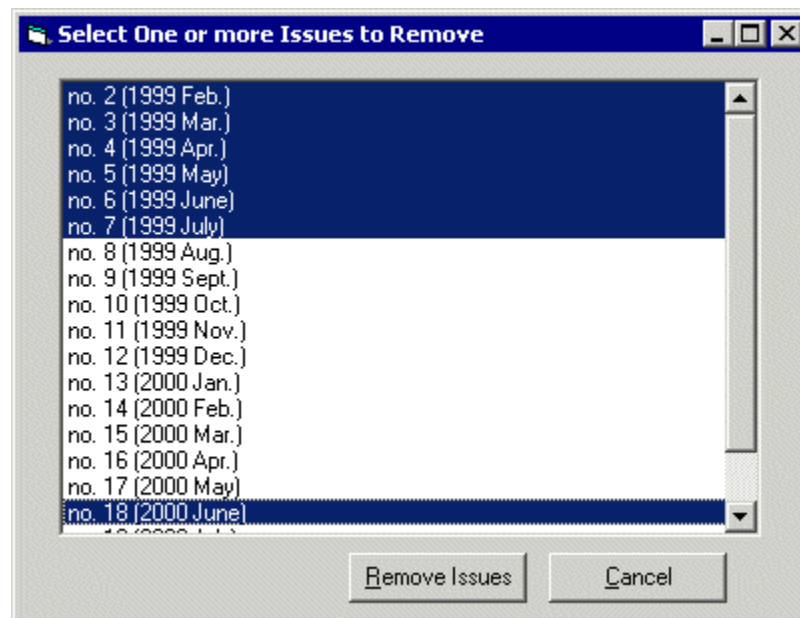 Select One or more Issues to Remove
no. 2 (1999 Feb.)
no. 3 (1999 Mar.)
no. 4 (1999 Apr.)
no. 5 (1999 May)
no. 6 (1999 June)
no. 7 (1999 July)
no. 8 (1999 Aug.)
no. 9 (1999 Sept.)
no. 10 (1999 Oct.)
no. 11 (1999 Nov.)
no. 12 (1999 Dec.)
no. 13 (2000 Jan.)
no. 14 (2000 Feb.)
no. 15 (2000 Mar.)
no. 16 (2000 Apr.)
no. 17 (2000 May)
no. 18 (2000 June)
Remove Issues Cancel